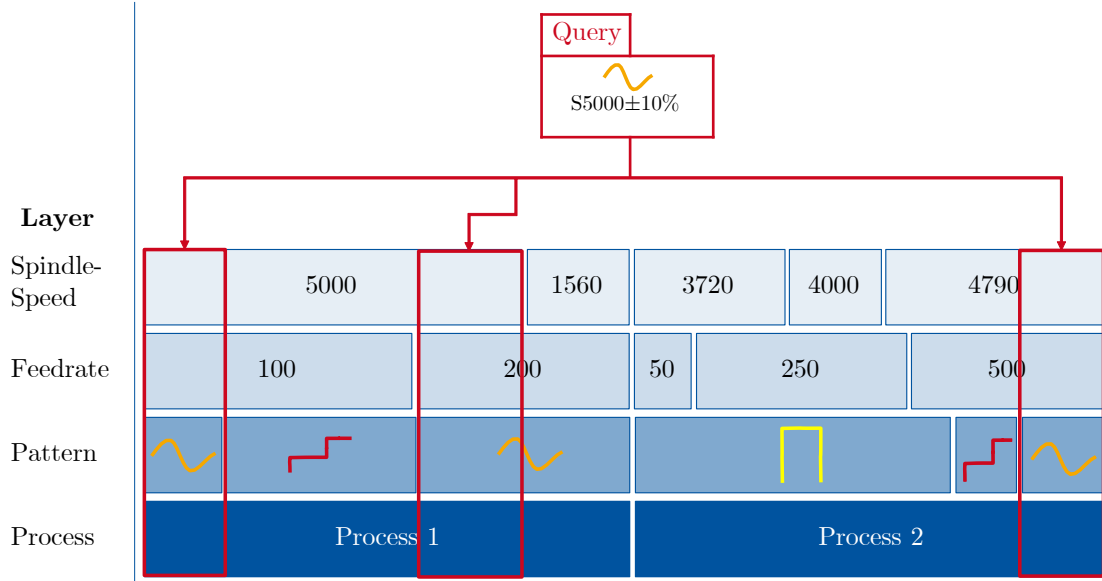 Query
S5000±10%
Layer
Spindle-
Speed
5000
1560
3720
4000
4790
Feedrate
100
200
50
250
500
Pattern
Process
Process 1
Process 2